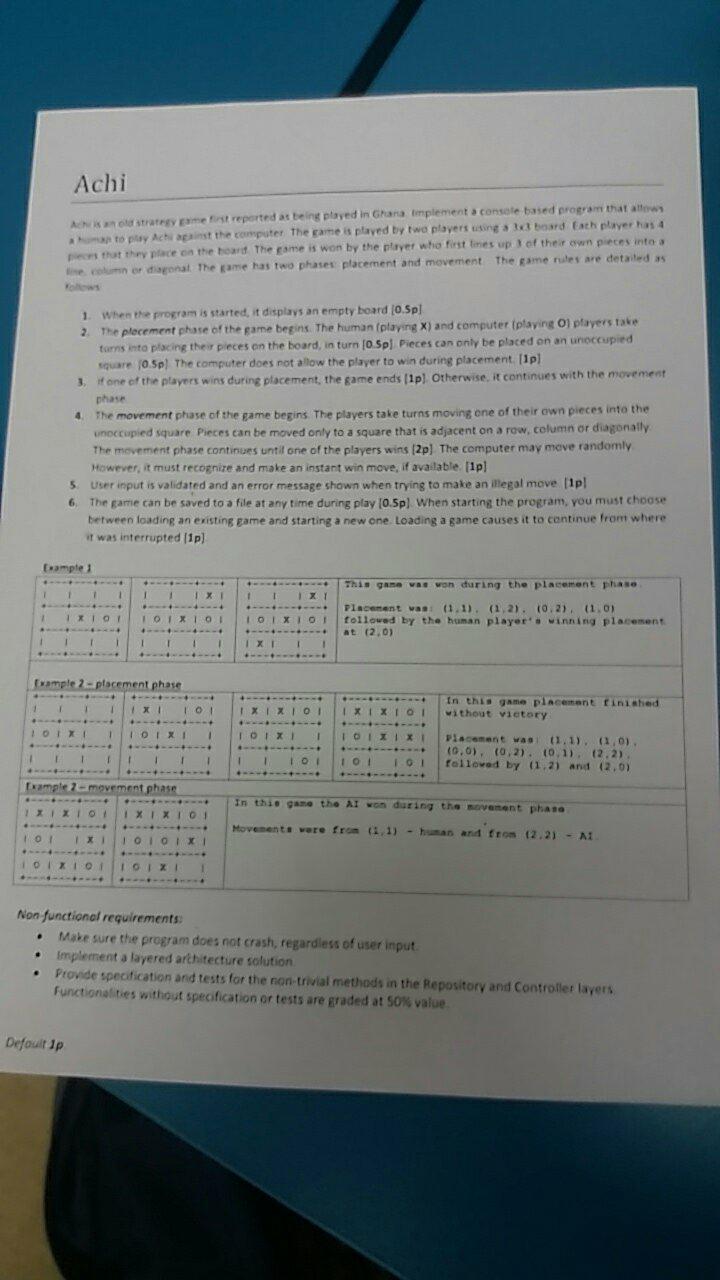 Achi
Achi is an old strategy game first reported as being played in Ghana. Implement a console-based program that allows
a human to play Achi against the computer. The game is played by two players using a 3x3 board. Each player has 4
pieces that they place on the board. The game is won by the player who first lines up 3 of their own pieces into a
line, column or diagonal. The game has two phases: placement and movement. The game rules are detailed as
follows:
1. When the program is started, it displays an empty board [0.5p].
2. The placement phase of the game begins. The human (playing X) and computer (playing O) players take
turns into placing their pieces on the board, in turn [0.5p]. Pieces can only be placed on an unoccupied
square. [0.5p]. The computer does not allow the player to win during placement. [1p]
3. If one of the players wins during placement, the game ends [1p]. Otherwise, it continues with the movement
phase.
4. The movement phase of the game begins. The players take turns moving one of their own pieces into the
unoccupied square. Pieces can be moved only to a square that is adjacent on a row, column or diagonally.
The movement phase continues until one of the players wins [2p]. The computer may move randomly.
However, it must recognize and make an instant win move, if available. [1p]
5. User input is validated and an error message shown when trying to make an illegal move. [1p]
6. The game can be saved to a file at any time during play [0.5p]. When starting the program, you must choose
between loading an existing game and starting a new one. Loading a game causes it to continue from where
it was interrupted [1p].
Example 1
+---+---+---+ +---+---+---+ +---+---+---+
| | | | | | | X | | | | X |
+---+---+---+ +---+---+---+ +---+---+---+
| | X | O | | O | X | O | | O | X | O |
+---+---+---+ +---+---+---+ +---+---+---+
| | | | | | | | | X | | |
+---+---+---+ +---+---+---+ +---+---+---+
This game was won during the placement phase.
Placement was: (1,1), (1,2), (0,2), (1,0)
followed by the human player's winning placement
at (2,0)
Example 2 – placement phase
+---+---+---+ +---+---+---+ +---+---+---+ +---+---+---+
| | | | | X | | O | | X | X | O | | X | X | O |
+---+---+---+ +---+---+---+ +---+---+---+ +---+---+---+
| O | X | | | O | X | | | O | X | | | O | X | X |
+---+---+---+ +---+---+---+ +---+---+---+ +---+---+---+
| | | | | | | | | | | O | | O | | O |
+---+---+---+ +---+---+---+ +---+---+---+ +---+---+---+
In this game placement finished
without victory
Placement was: (1,1), (1,0),
(0,0), (0,2), (0,1), (2,2),
followed by (1,2) and (2,0)
Example 2 – movement phase
+---+---+---+ +---+---+---+
| X | X | O | | X | X | O |
+---+---+---+ +---+---+---+
| O | | X | | O | O | X |
+---+---+---+ +---+---+---+
| O | X | O | | O | X | |
+---+---+---+ +---+---+---+
In this game the AI won during the movement phase.
Movements were from (1,1) - human and from (2,2) - AI.
Non-functional requirements:
• Make sure the program does not crash, regardless of user input.
• Implement a layered architecture solution.
• Provide specification and tests for the non-trivial methods in the Repository and Controller layers.
Functionalities without specification or tests are graded at 50% value.
Default 1p.